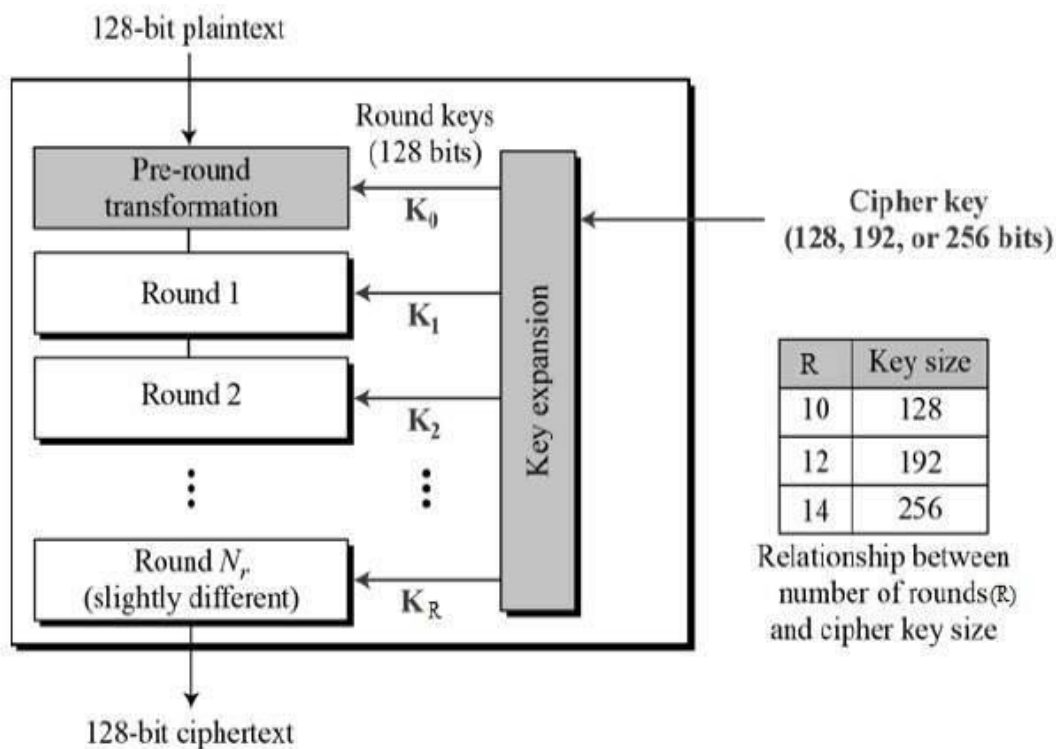 128-bit plaintext
Round keys
(128 bits)
Pre-round
transformation
K0
Cipher key
(128, 192, or 256 bits)
Round 1
K1
Round 2
K2
Key expansion
R Key size
10 128
12 192
14 256
Round Nr
(slightly different)
KR
Relationship between
number of rounds(R)
and cipher key size
128-bit ciphertext